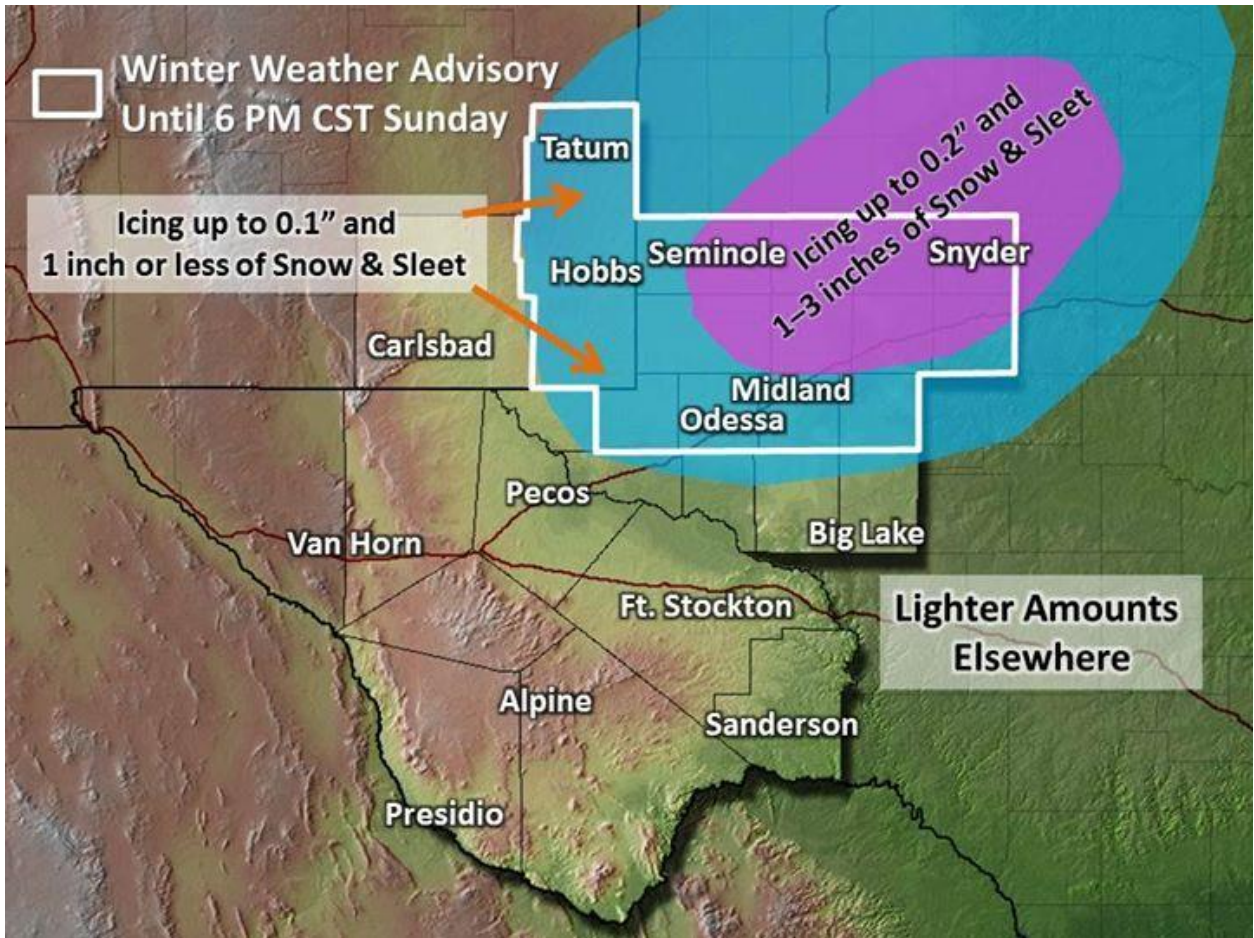 Winter Weather Advisory
Until 6 PM CST Sunday
Tatum
Icing up to 0.2” and
1–3 inches of Snow & Sleet
Icing up to 0.1” and
1 inch or less of Snow & Sleet
Seminole
Snyder
Hobbs
Carlsbad
Midland
Odessa
Pecos
Big Lake
Van Horn
Ft. Stockton
Lighter Amounts
Elsewhere
Alpine
Sanderson
Presidio